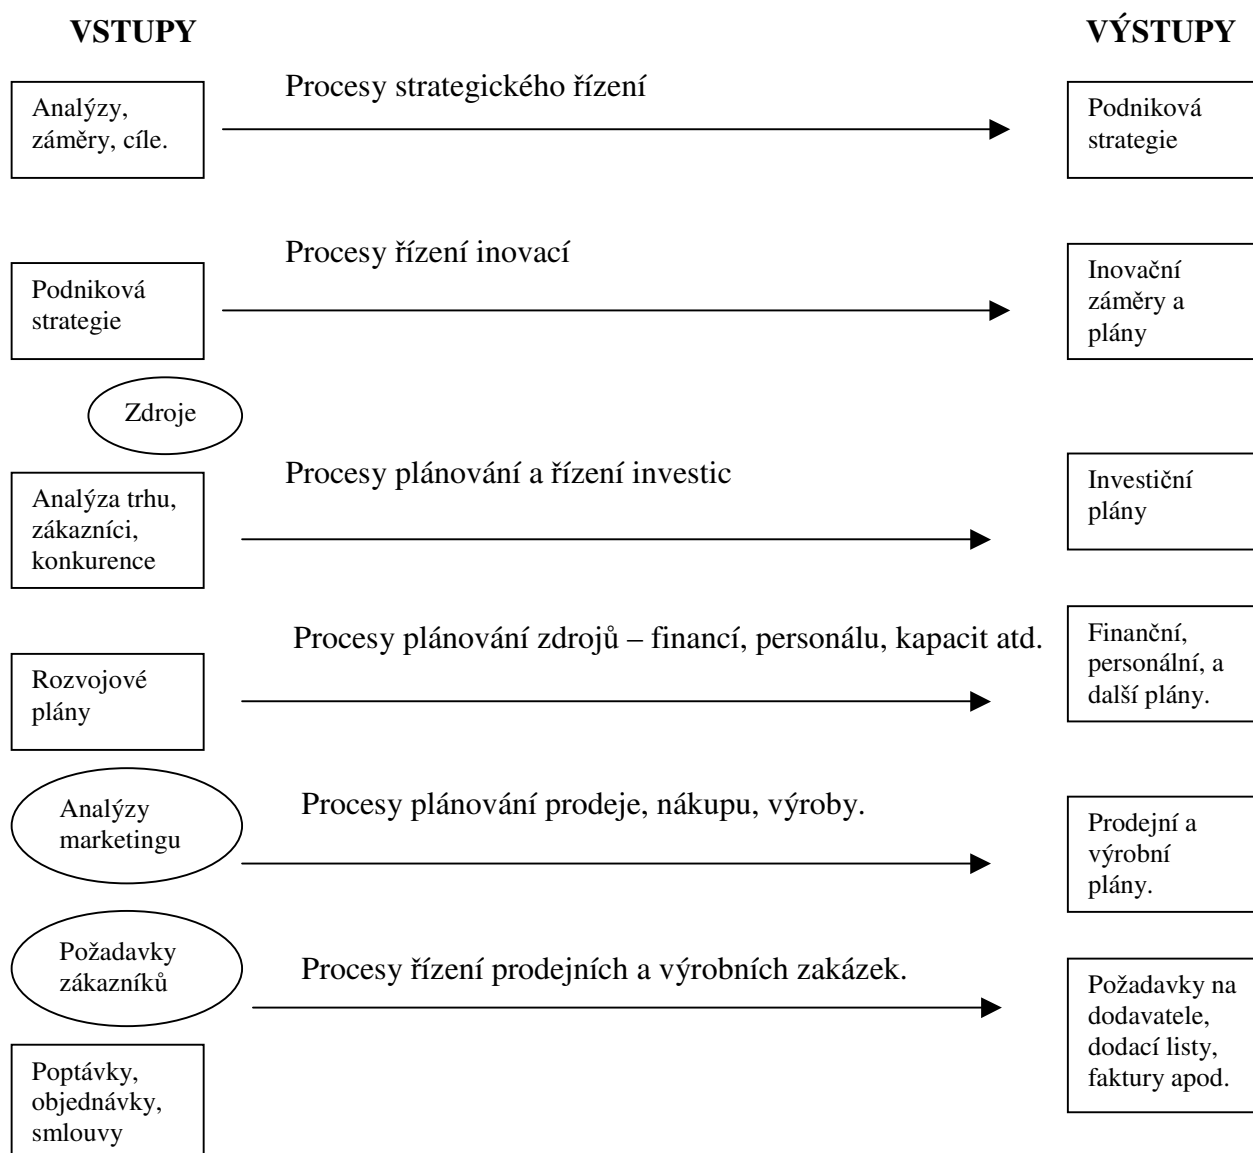 VSTUPY
VÝSTUPY
Procesy strategického řízení
Analýzy,
záměry, cíle.
Podniková
strategie
Procesy řízení inovací
Podniková
strategie
Inovační
záměry a
plány
Zdroje
Procesy plánování a řízení investic
Analýza trhu,
zákazníci,
konkurence
Investiční
plány
Procesy plánování zdrojů – financí, personálu, kapacit atd.
Rozvojové
plány
Finanční,
personální, a
další plány.
Analýzy
marketingu
Procesy plánování prodeje, nákupu, výroby.
Prodejní a
výrobní
plány.
Požadavky
zákazníků
Procesy řízení prodejních a výrobních zakázek.
Požadavky na
dodavatele,
dodací listy,
faktury apod.
Poptávky,
objednávky,
smlouvy